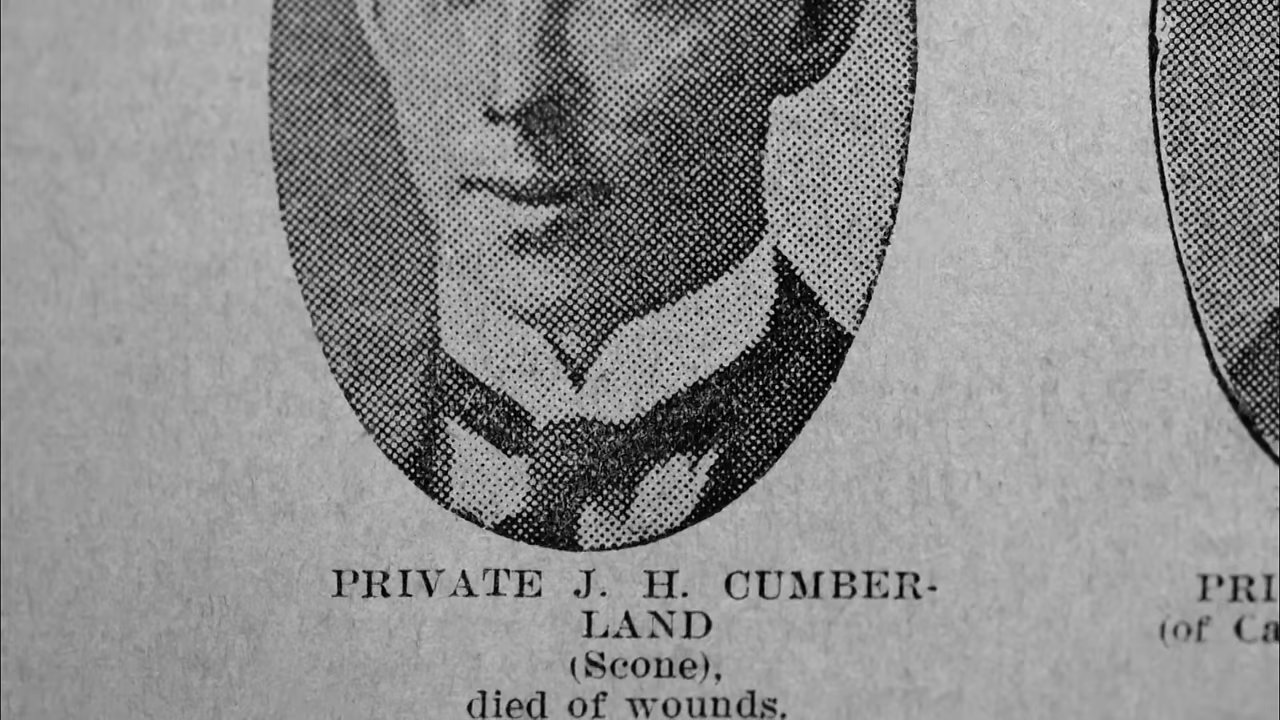 PRIVATE J. H. CUMBER-
LAND
(Scone),
died of wounds.
PRI
(of Ca